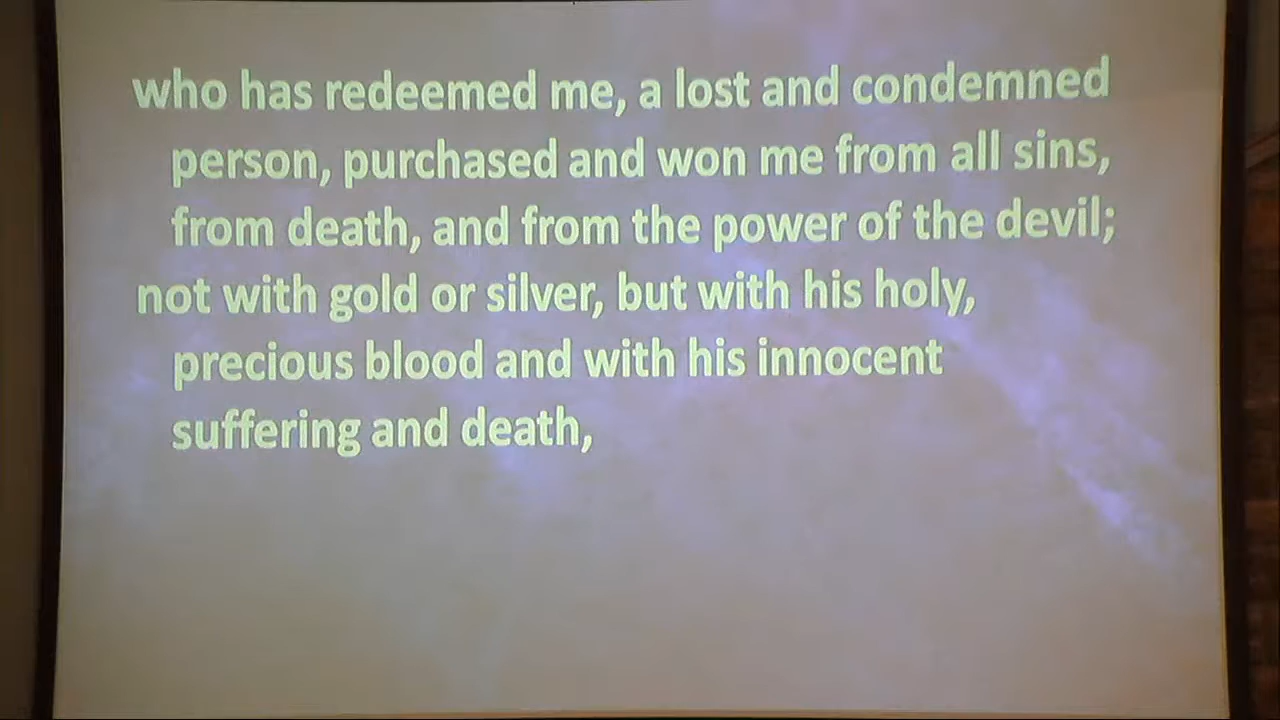 who has redeemed me, a lost and condemned
person, purchased and won me from all sins,
from death, and from the power of the devil;
not with gold or silver, but with his holy,
precious blood and with his innocent
suffering and death,